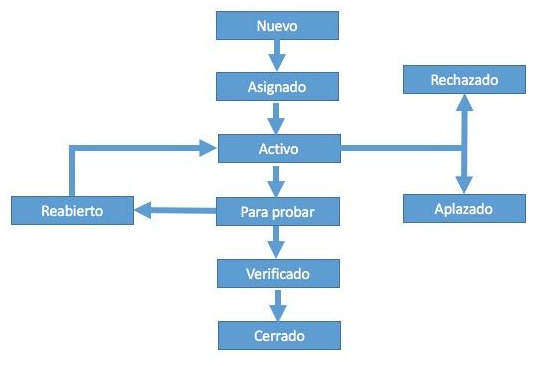 Nuevo
Asignado
Rechazado
Activo
Reabierto
Para probar
Aplazado
Verificado
Cerrado